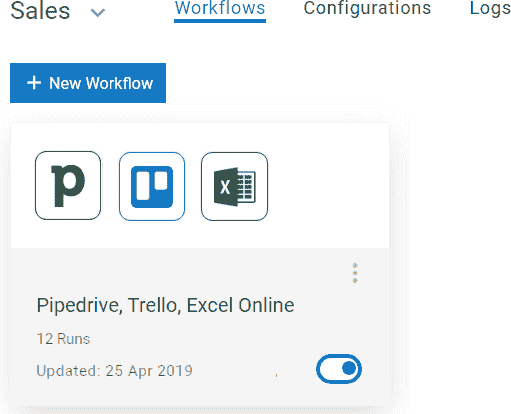 Sales Workflows Configurations Logs
+ New Workflow
p X
Pipedrive, Trello, Excel Online
12 Runs
Updated: 25 Apr 2019